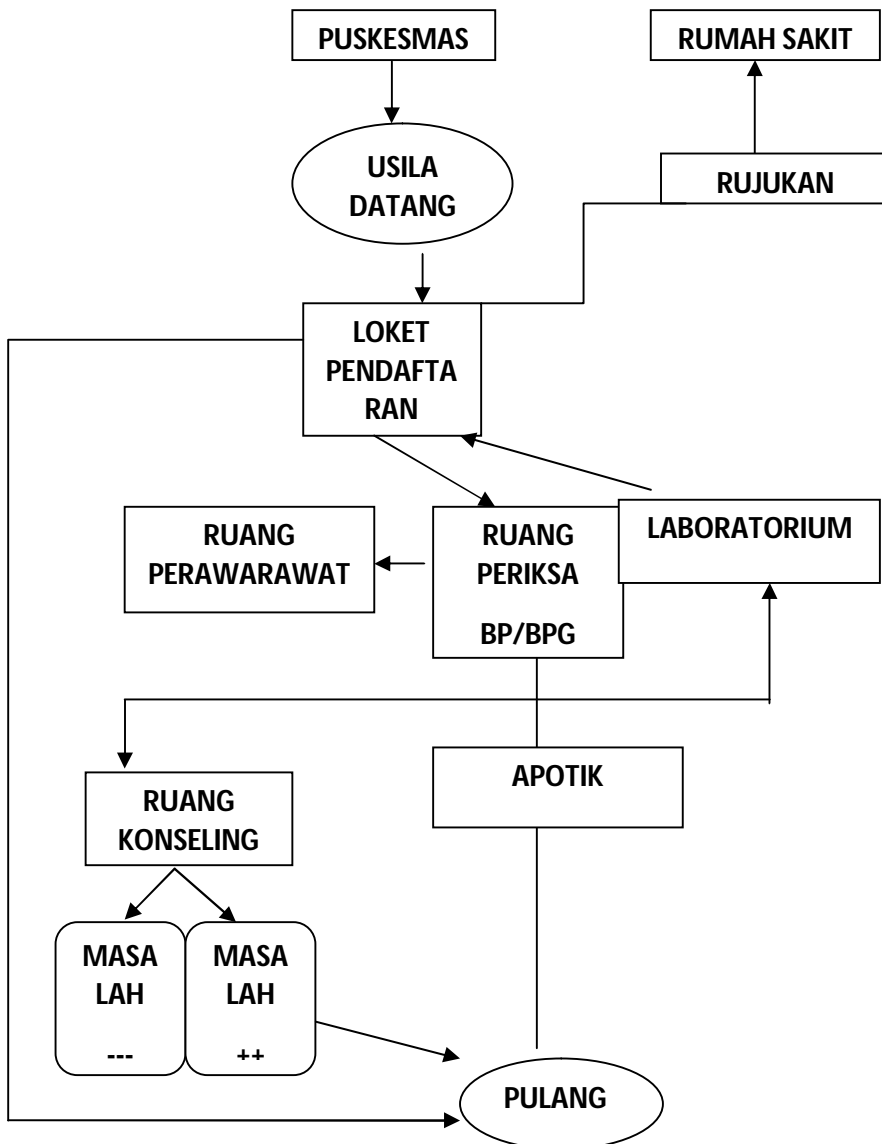 PUSKESMAS
RUMAH SAKIT
USILA
DATANG
RUJUKAN
LOKET
PENDAFTA
RAN
RUANG
PERAWARAWAT
RUANG
PERIKSA
BP/BPG
LABORATORIUM
APOTIK
RUANG
KONSELING
MASA
LAH
---
MASA
LAH
++
PULANG